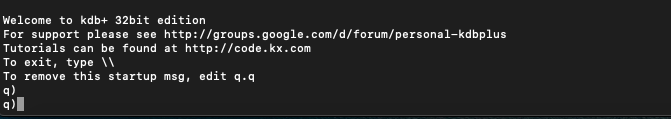 Welcome to kdb+ 32bit edition
For support please see http://groups.google.com/d/forum/personal-kdbplus
Tutorials can be found at http://code.kx.com
To exit, type \\
To remove this startup msg, edit q.q
q)
q)